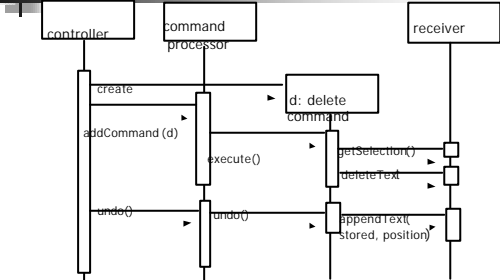 controller
command
processor
receiver
create
d: delete
command
addCommand (d)
execute()
getSelection()
deleteText
undo()
undo()
appendText(
stored, position)